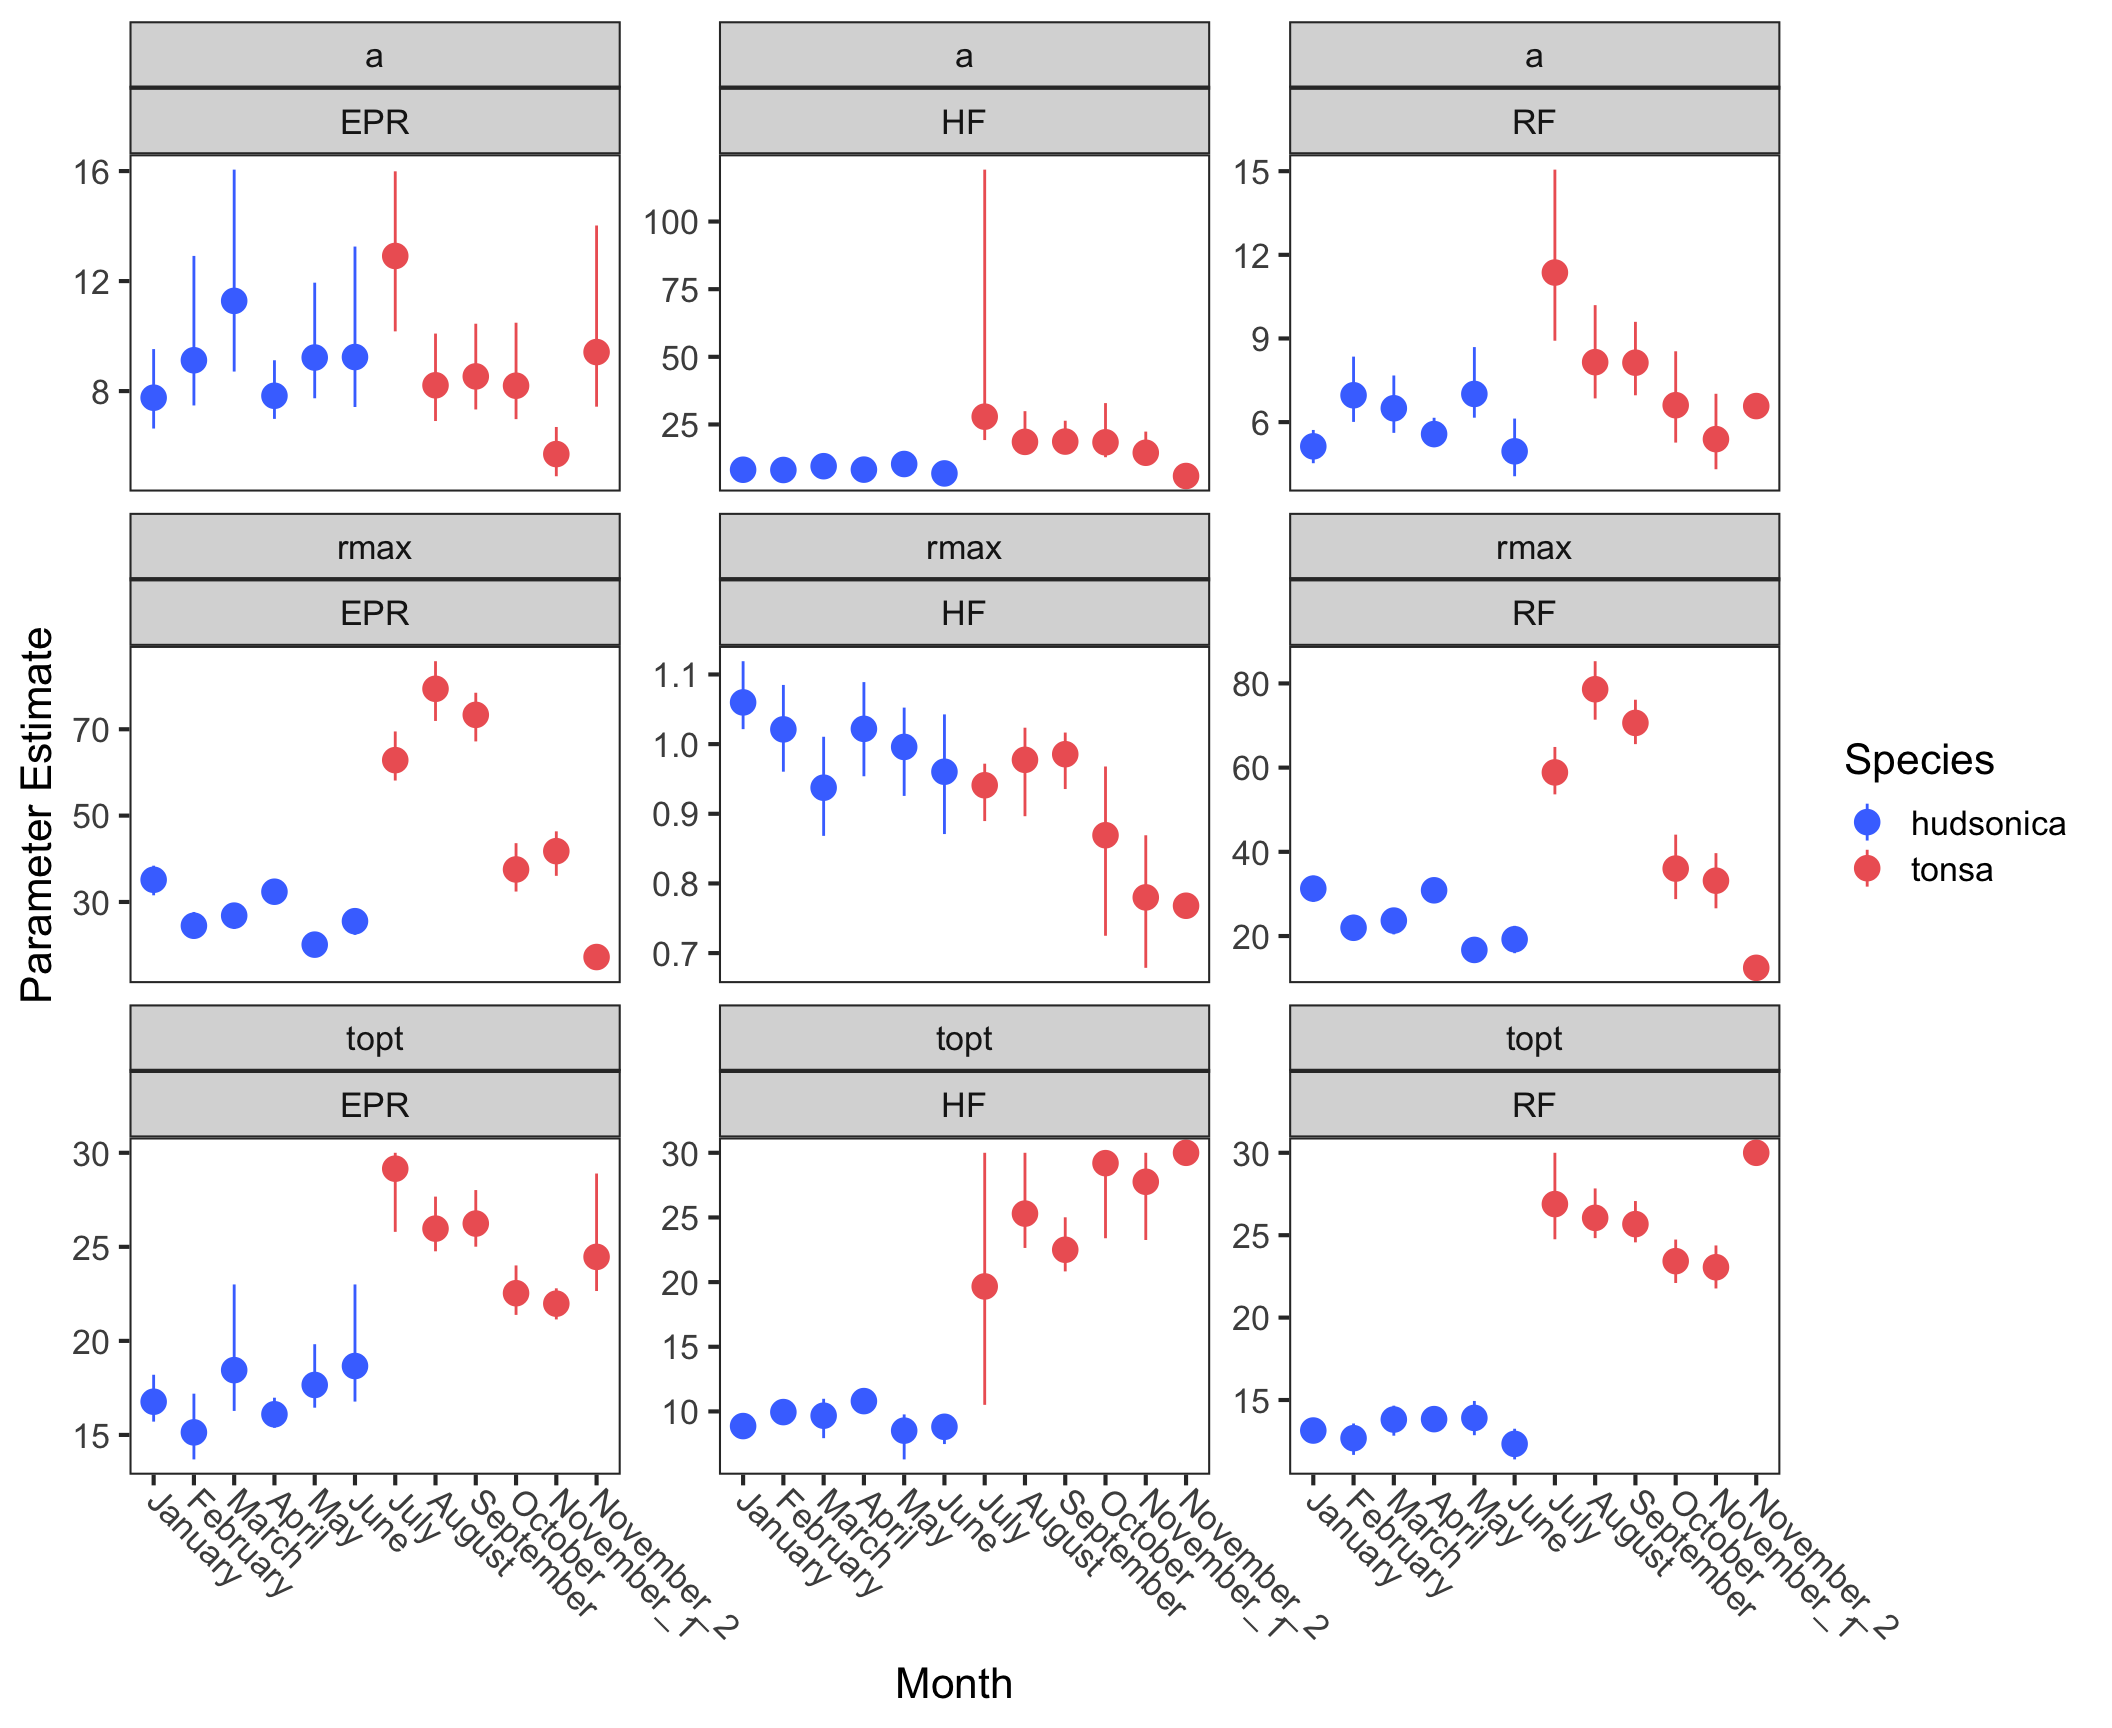 a a a
EPR HF RF
16
12
8
100
75
50
25
15
12
9
6
rmax rmax rmax
EPR HF RF
70
50
30
1.1
1.0
0.9
0.8
0.7
80
60
40
20
topt topt topt
EPR HF RF
30
25
20
15
30
25
20
15
10
30
25
20
15
January
February
March
April
May
June
July
August
September
October
November_1
November_2
January
February
March
April
May
June
July
August
September
October
November_1
November_2
January
February
March
April
May
June
July
August
September
October
November_1
November_2
Month
Parameter Estimate
Species
hudsonica
tonsa